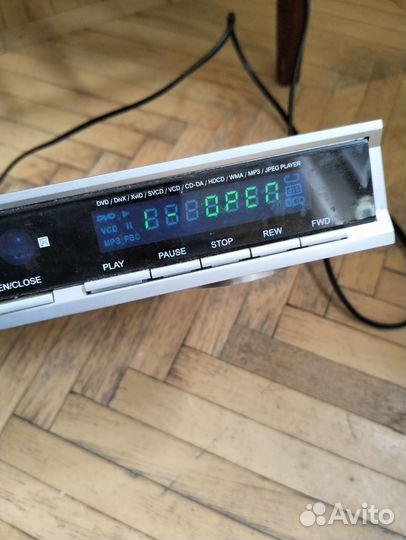 DVD / DivX / XviD / SVCD / VCD / CD-DA / HDCD / WMA / MP3 / JPEG PLAYER
DVD
VCD
MP3 PBC
OPEN
EN/CLOSE
PLAY
PAUSE
STOP
REW
FWD
Avito